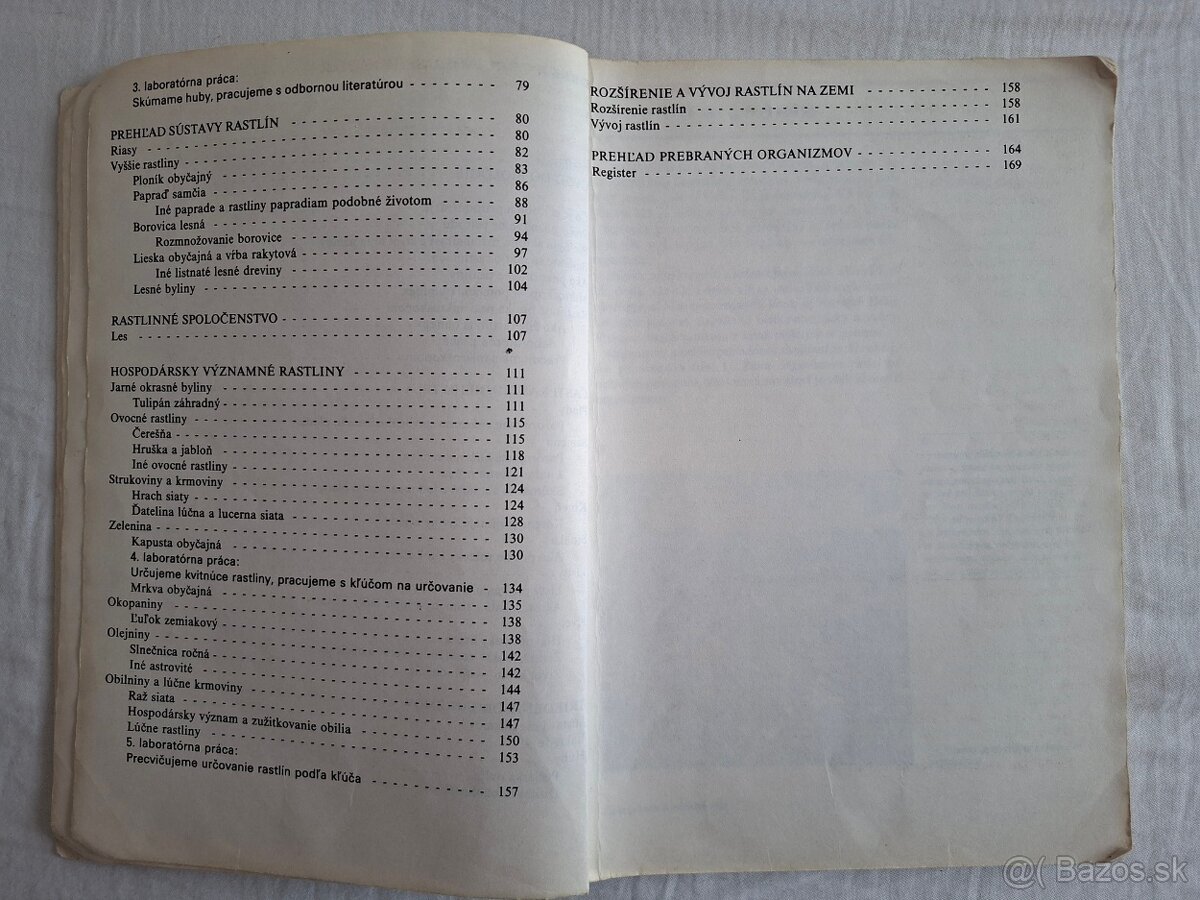 3. laboratórna práca:
Skúmame huby, pracujeme s odbornou literatúrou - - - - - - - - 79
PREHĽAD SÚSTAVY RASTLÍN - - - - - - - - 80
Riasy - - - - - - - - 80
Vyššie rastliny - - - - - - - - 82
Ploník obyčajný - - - - - - - - 83
Papraď samčia - - - - - - - - 86
Iné paprade a rastliny papradiam podobné životom - - - - - 88
Borovica lesná - - - - - - - - 91
Rozmnožovanie borovice - - - - - - - - 94
Lieska obyčajná a vŕba rakytová - - - - - - - - 97
Iné listnaté lesné dreviny - - - - - - - - 102
Lesné byliny - - - - - - - - 104
RASTLINNÉ SPOLOČENSTVO - - - - - - - - 107
Les - - - - - - - - 107
HOSPODÁRSKY VÝZNAMNÉ RASTLINY - - - - - - - - 111
Jarné okrasné byliny - - - - - - - - 111
Tulipán záhradný - - - - - - - - 111
Ovocné rastliny - - - - - - - - 115
Čerešňa - - - - - - - - 115
Hruška a jabloň - - - - - - - - 118
Iné ovocné rastliny - - - - - - - - 121
Strukoviny a krmoviny - - - - - - - - 124
Hrach siaty - - - - - - - - 124
Ďatelina lúčna a lucerna siata - - - - - - - - 128
Zelenina - - - - - - - - 130
Kapusta obyčajná - - - - - - - - 130
4. laboratórna práca:
Určujeme kvitnúce rastliny, pracujeme s kľúčom na určovanie - 134
Mrkva obyčajná - - - - - - - - 135
Okopaniny - - - - - - - - 138
Ľuľok zemiakový - - - - - - - - 138
Olejniny - - - - - - - - 142
Slnečnica ročná - - - - - - - - 142
Iné astrovité - - - - - - - - 144
Obilniny a lúčne krmoviny - - - - - - - - 147
Raž siata - - - - - - - - 147
Hospodársky význam a zužitkovanie obilia - - - - - - - - 150
Lúčne rastliny - - - - - - - - 153
5. laboratórna práca:
Precvičujeme určovanie rastlín podľa kľúča - - - - - - - - 157
ROZŠÍRENIE A VÝVOJ RASTLÍN NA ZEMI - - - - - - - - 158
Rozšírenie rastlín - - - - - - - - 158
Vývoj rastlín - - - - - - - - 161
PREHĽAD PREBRANÝCH ORGANIZMOV - - - - - - - - 164
Register - - - - - - - - 169
@( Bazos.sk